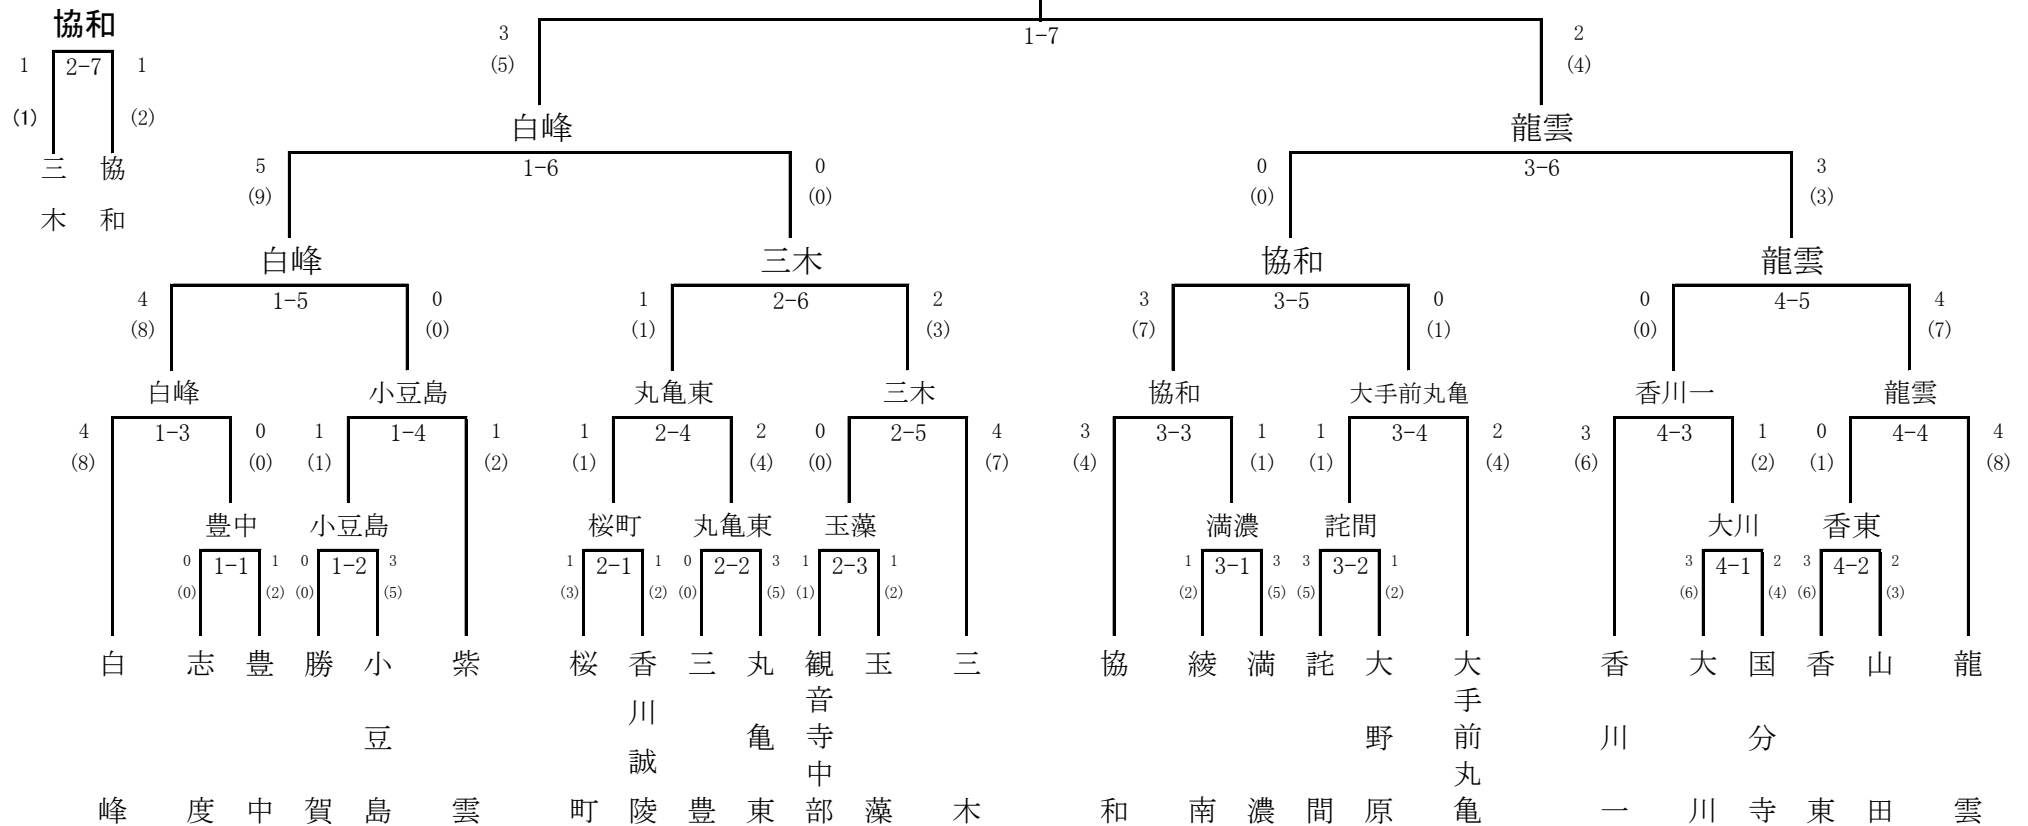 協和
1 2-7 1
(1) (2)
三木 協和
3 1-7 2
(5) (4)
白峰 龍雲
5 1-6 0 0 3-6 3
(9) (0) (0) (3)
白峰 三木 協和 龍雲
4 1-5 0 1 2-6 2 3 3-5 0 0 4-5 4
(8) (0) (1) (3) (7) (1) (0) (7)
白峰 小豆島 丸亀東 三木 協和 大手前丸亀 香川一 龍雲
4 1-3 0 1 1-4 1 1 2-4 2 0 2-5 4 3 3-3 1 1 3-4 2 3 4-3 1 0 4-4 4
(8) (0) (1) (2) (1) (4) (0) (7) (4) (1) (1) (4) (6) (2) (1) (8)
豊中 小豆島 桜町 丸亀東 玉藻 満濃 詫間 大川 香東
0 1-1 1 0 1-2 3 1 2-1 1 0 2-2 3 1 2-3 1 1 3-1 3 3 3-2 1 3 4-1 2 3 4-2 2
(0) (2) (0) (5) (3) (2) (0) (5) (1) (2) (2) (5) (5) (2) (6) (4) (6) (3)
白峰 志度 豊中 勝賀 小豆島 紫雲 桜町 香川誠陵 三豊 丸亀東 観音寺中部 玉藻 三木 協和 綾南 満濃 詫間 大野原 大手前丸亀 香川一 大川 国分寺 香東 山田 龍雲